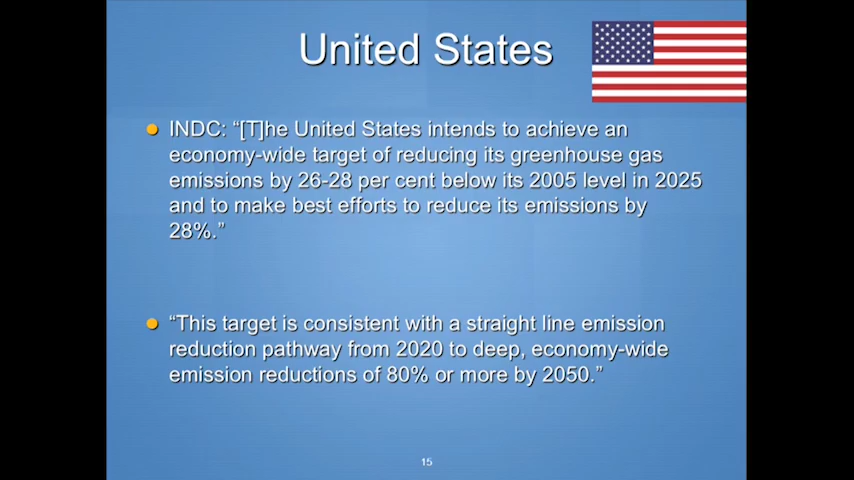 United States
INDC: “[T]he United States intends to achieve an
economy-wide target of reducing its greenhouse gas
emissions by 26-28 per cent below its 2005 level in 2025
and to make best efforts to reduce its emissions by
28%.”
“This target is consistent with a straight line emission
reduction pathway from 2020 to deep, economy-wide
emission reductions of 80% or more by 2050.”
15